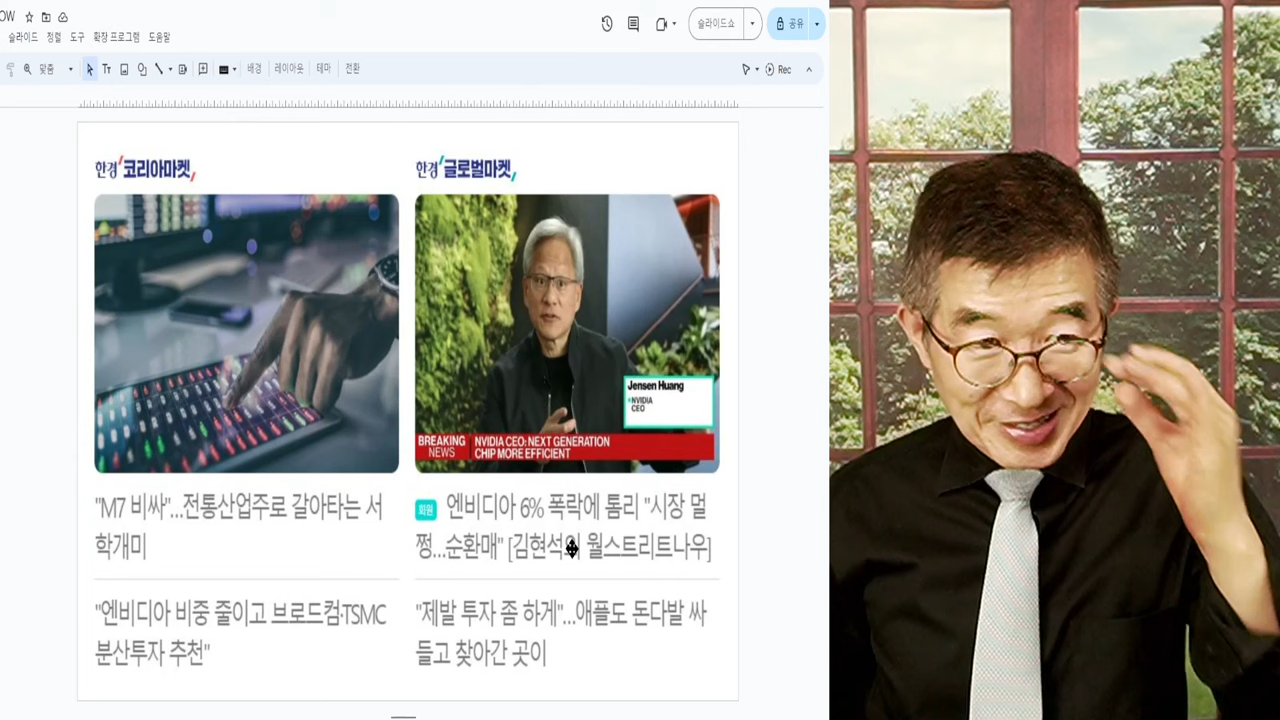 OW
슬라이드 정렬 도구 확장 프로그램 도움말
슬라이드쇼
공유
맞춤
Tт
배경 레이아웃 테마 전환
Rec
한경 코리아마켓
한경 글로벌마켓
Jensen Huang
NVIDIA
CEO
BREAKING
NEWS
NVIDIA CEO: NEXT GENERATION
CHIP MORE EFFICIENT
"M7 비싸"...전통산업주로 갈아타는 서
학개미
회원 엔비디아 6% 폭락에 톰리 "시장 멀
쩡...순환매" [김현석의 월스트리트나우]
"엔비디아 비중 줄이고 브로드컴·TSMC
분산투자 추천"
"제발 투자 좀 하게"...애플도 돈다발 싸
들고 찾아간 곳이